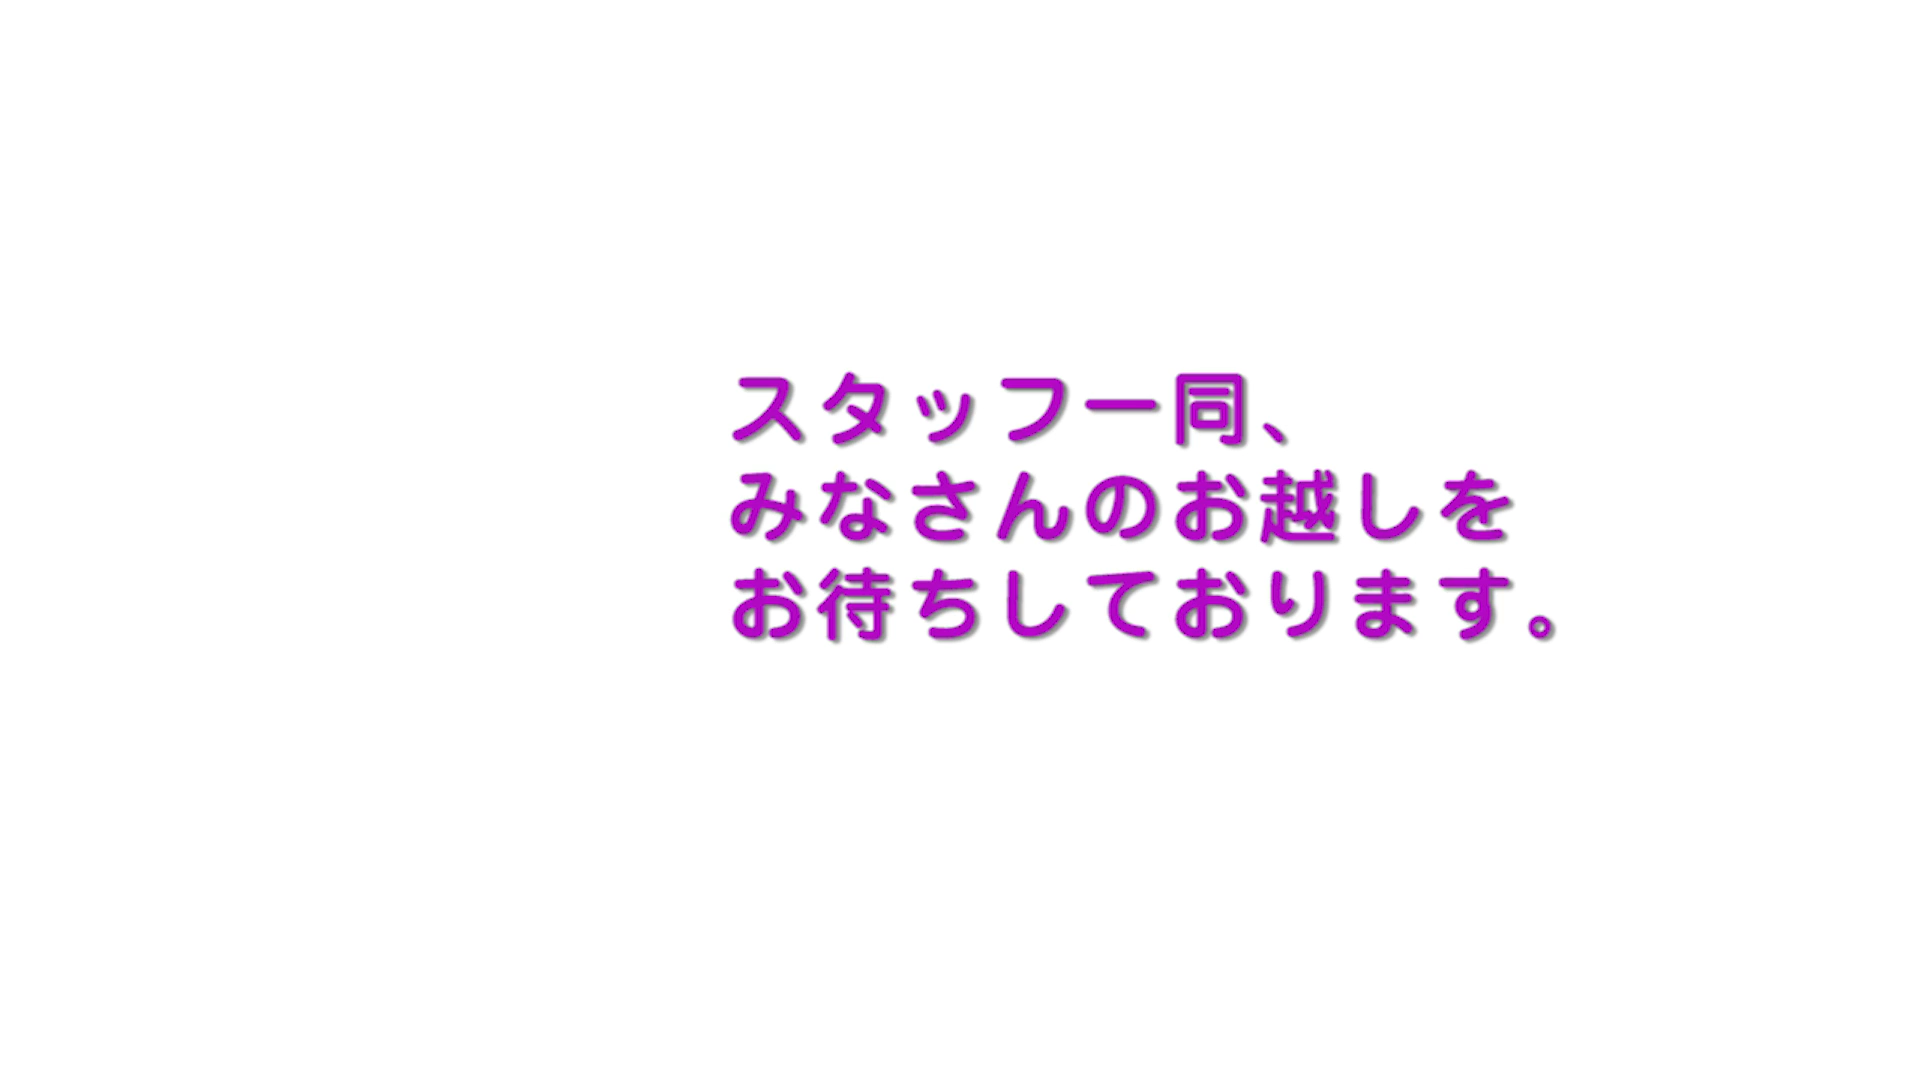 スタッフ一同、
みなさんのお越しを
お待ちしております。